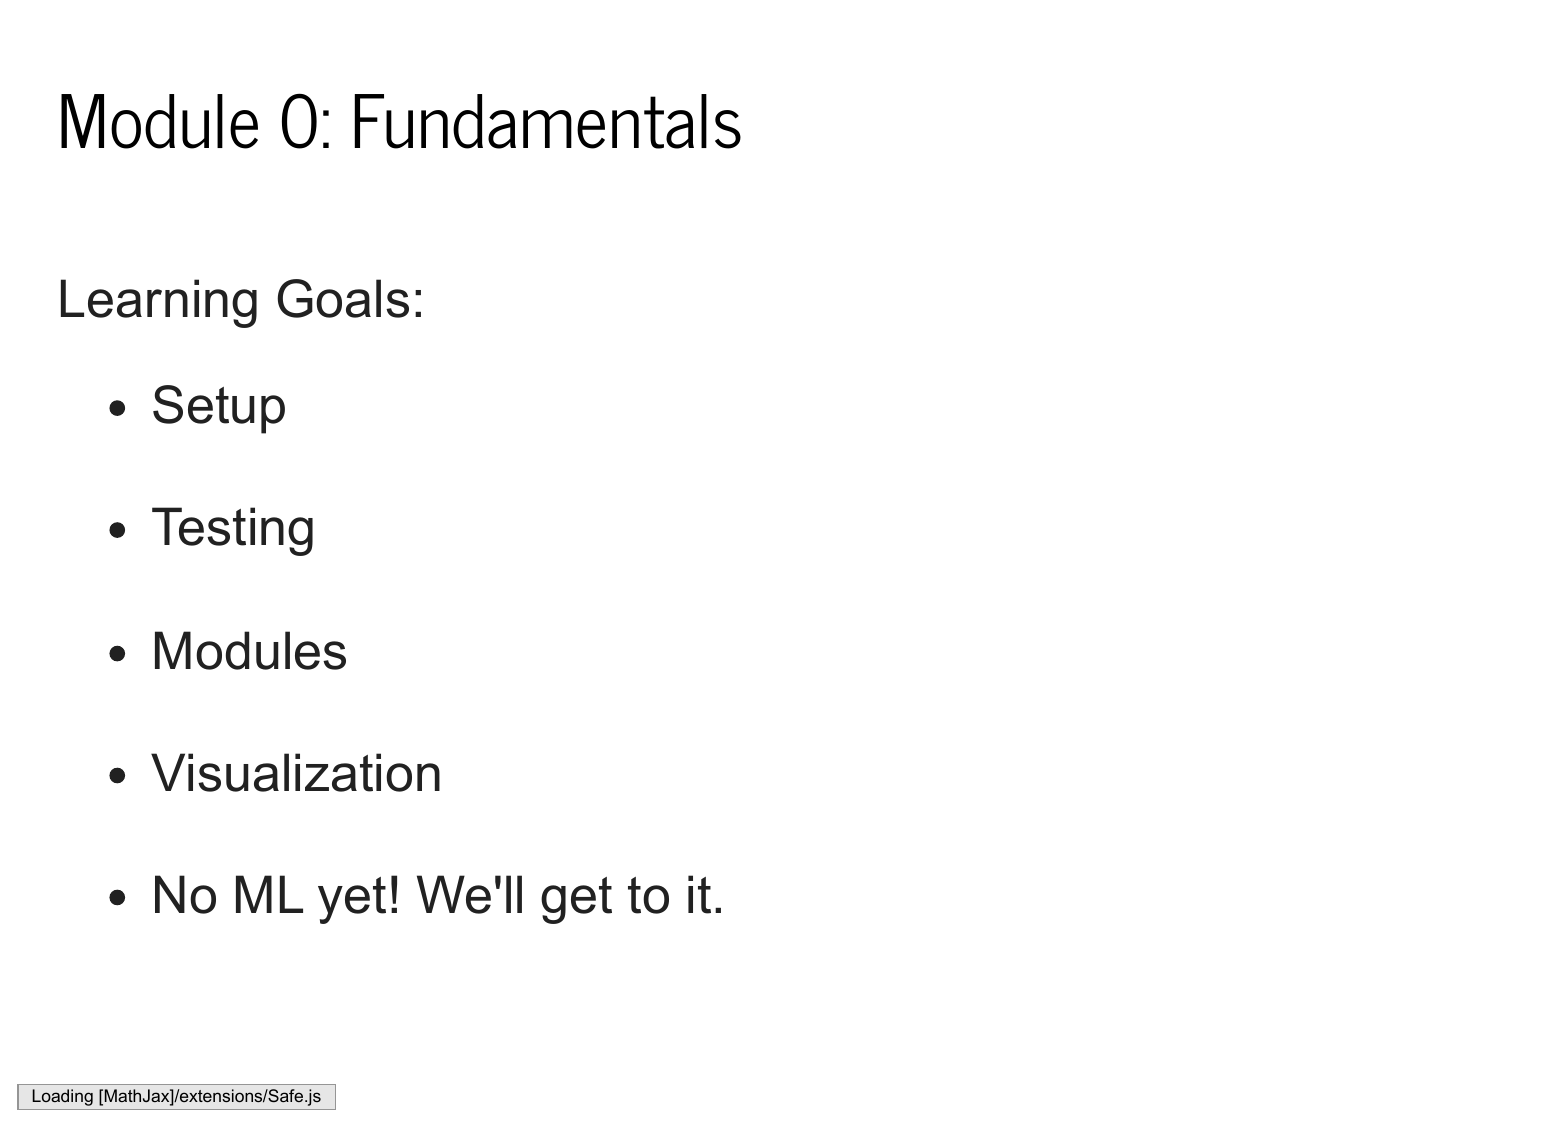 Module 0: Fundamentals
Learning Goals:
• Setup
• Testing
• Modules
• Visualization
• No ML yet! We'll get to it.
Loading [MathJax]/extensions/Safe.js